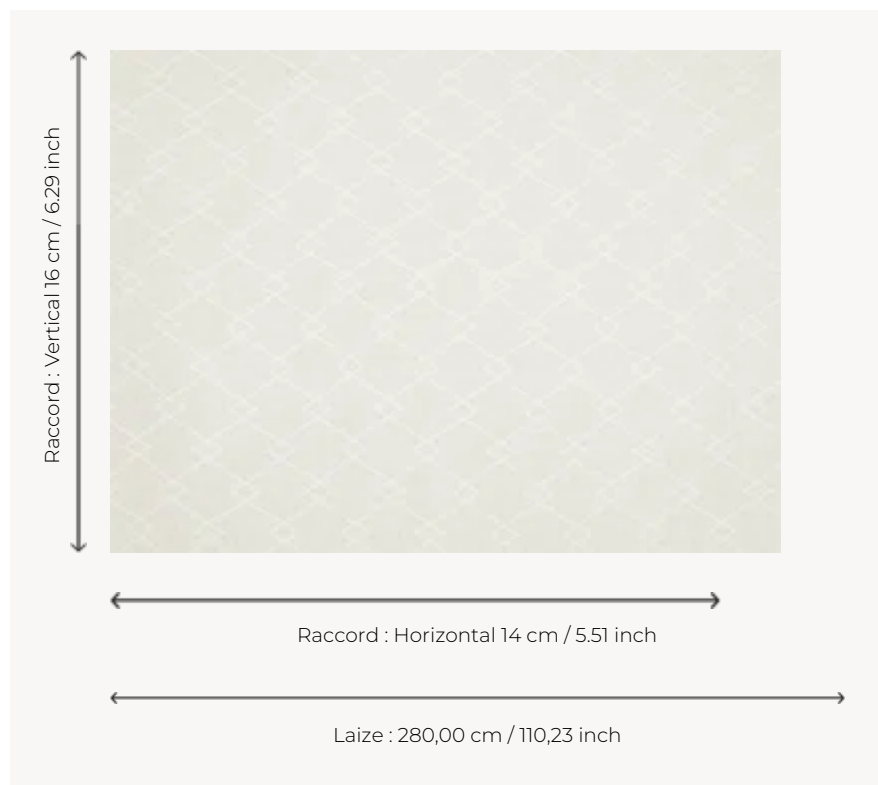 Raccord : Vertical 16 cm / 6.29 inch
Raccord : Horizontal 14 cm / 5.51 inch
Laize : 280,00 cm / 110,23 inch